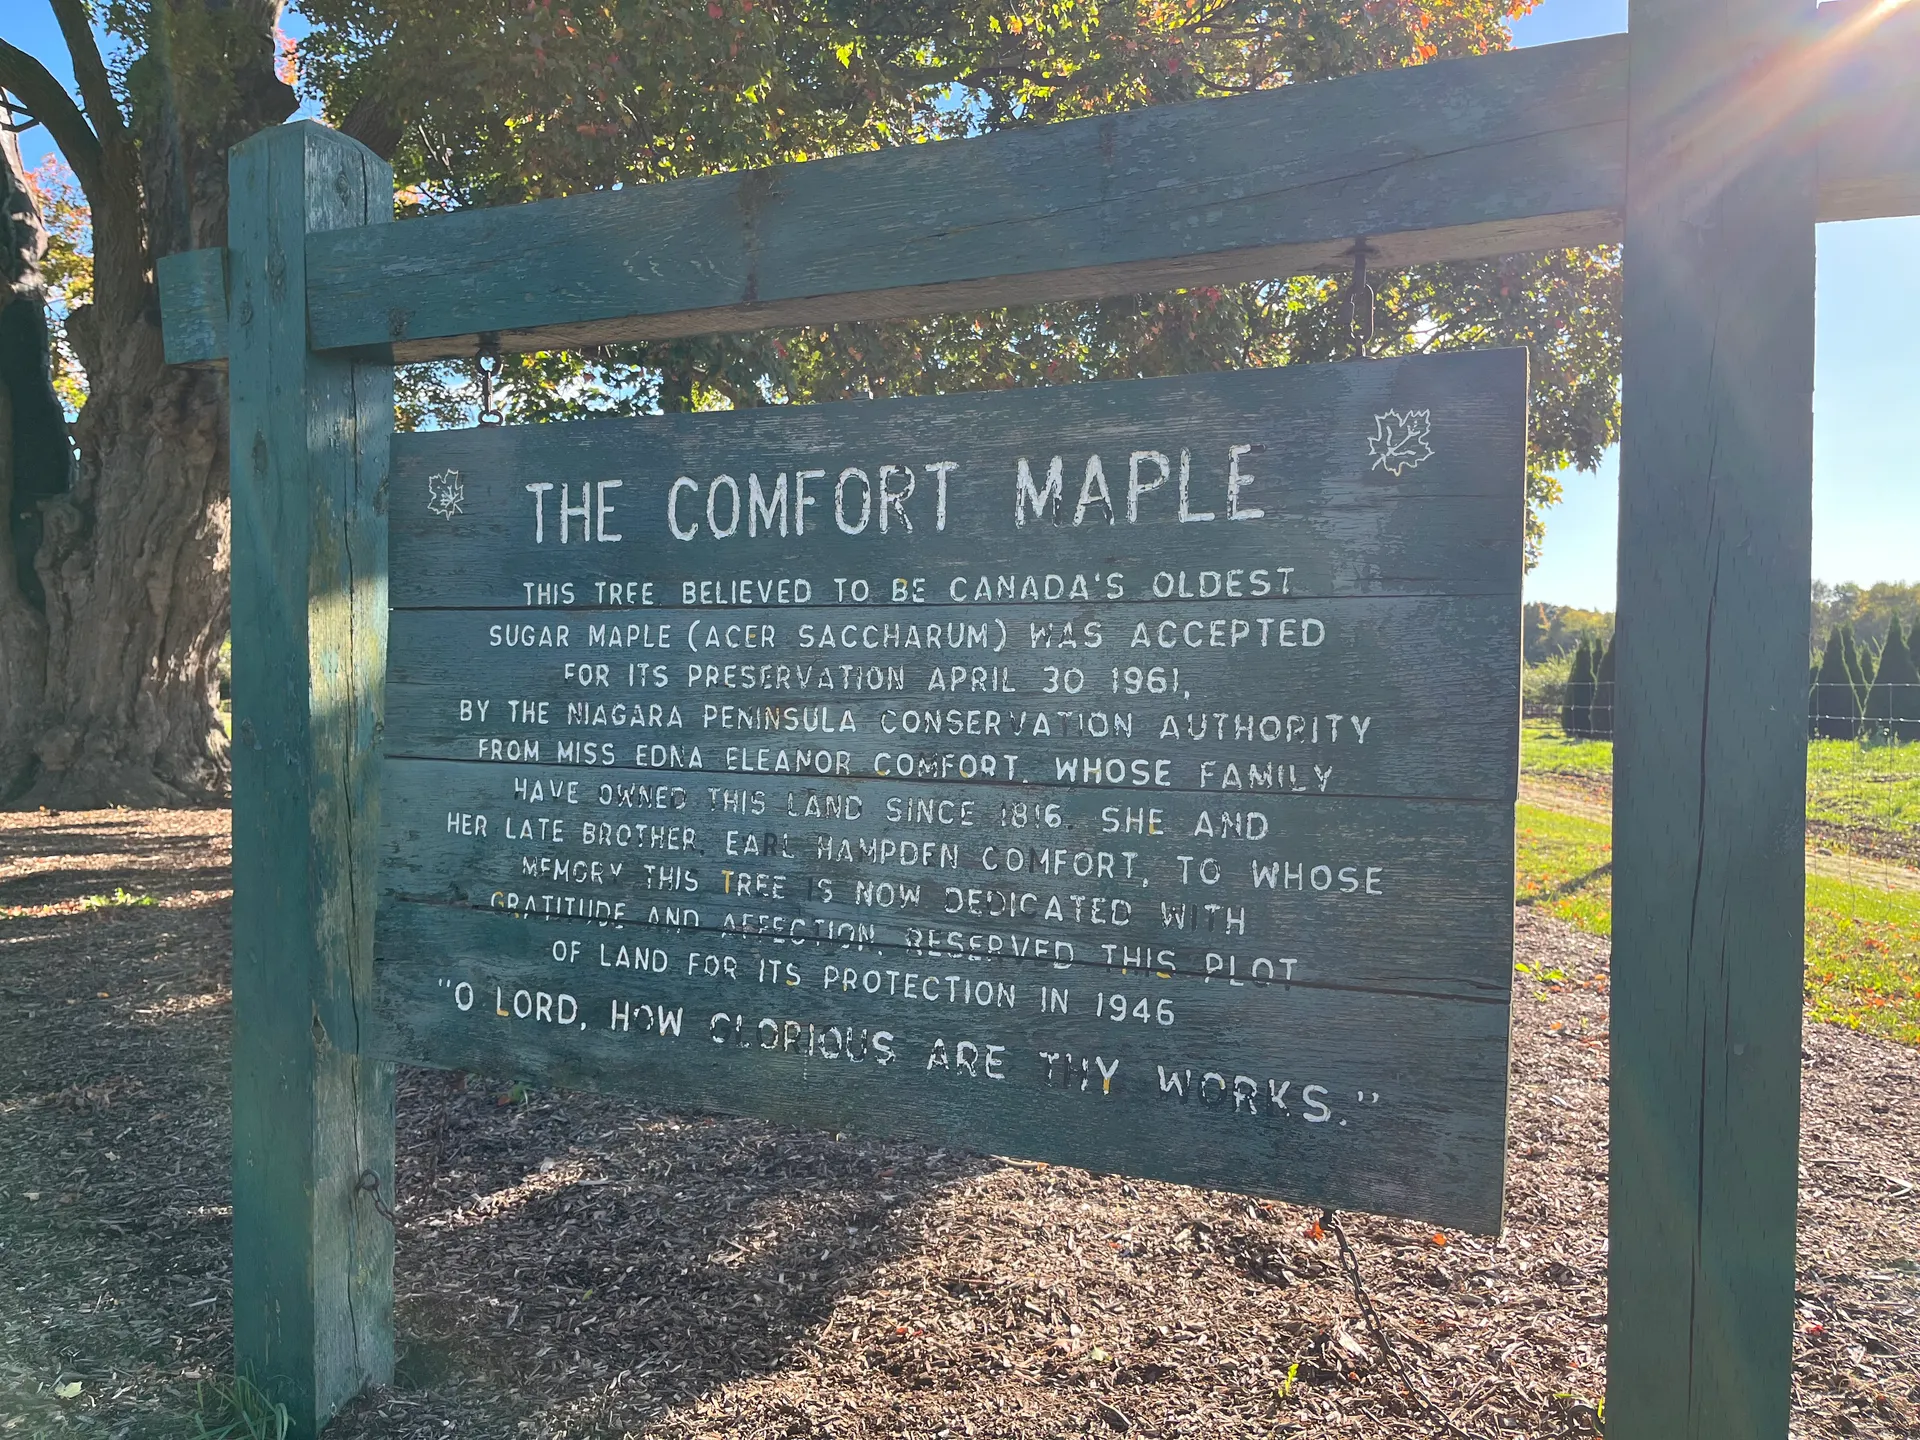 THE COMFORT MAPLE
THIS TREE BELIEVED TO BE CANADA'S OLDEST
SUGAR MAPLE (ACER SACCHARUM) WAS ACCEPTED
FOR ITS PRESERVATION APRIL 30 1961,
BY THE NIAGARA PENINSULA CONSERVATION AUTHORITY
FROM MISS EDNA ELEANOR COMFORT, WHOSE FAMILY
HAVE OWNED THIS LAND SINCE 1816. SHE AND
HER LATE BROTHER, EARL HAMPDEN COMFORT, TO WHOSE
MEMORY THIS TREE IS NOW DEDICATED WITH
GRATITUDE AND AFFECTION, RESERVED THIS PLOT
OF LAND FOR ITS PROTECTION IN 1946
"O LORD, HOW GLORIOUS ARE THY WORKS."